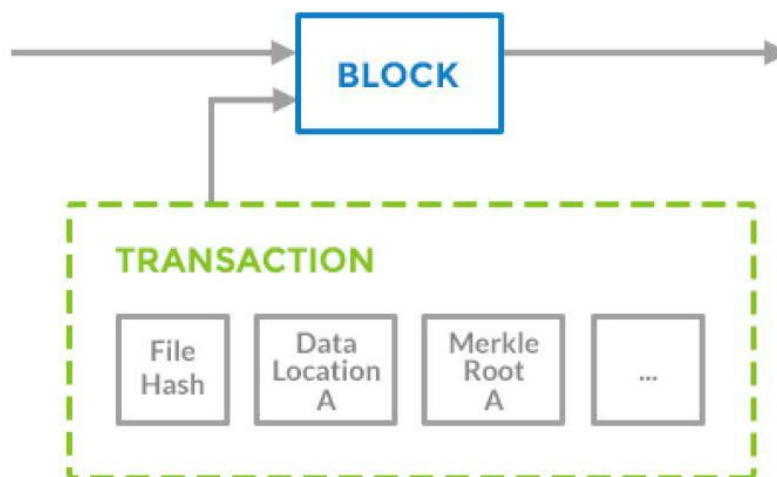 BLOCK
TRANSACTION
File
Hash
Data
Location
A
Merkle
Root
A
...